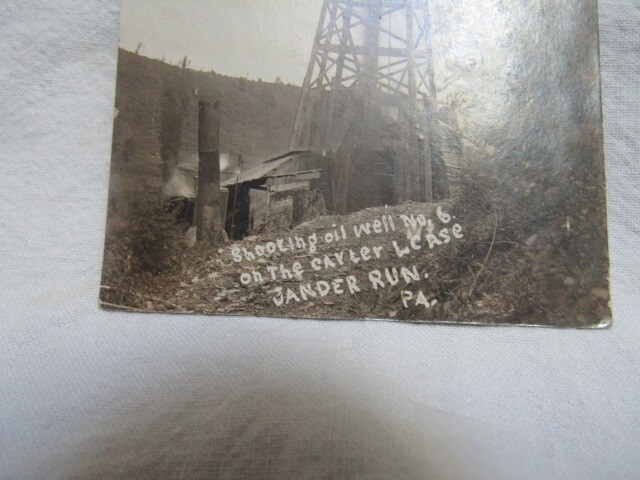 Shooting oil well No. 6.
on The CArTer LEASE
JANDER RUN.
PA.